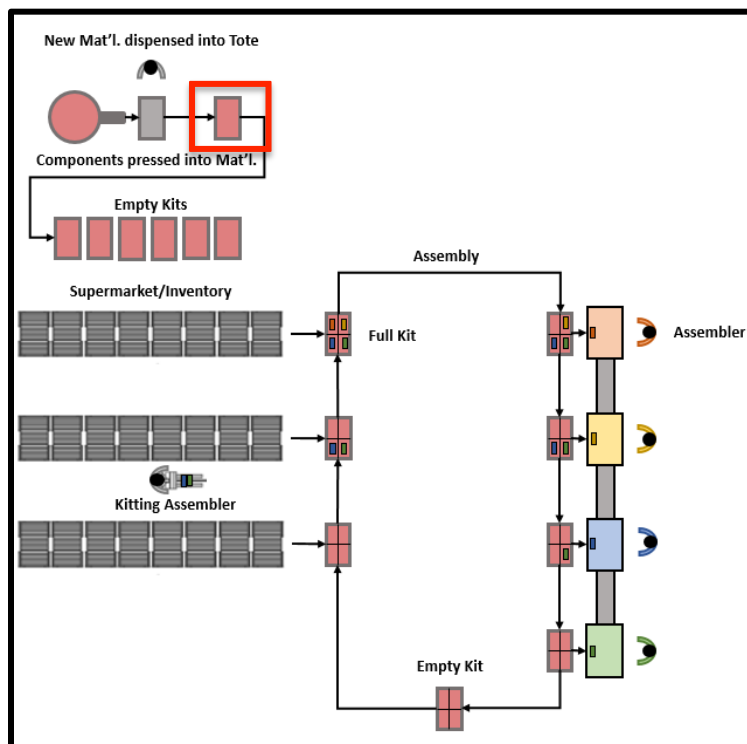 New Mat'l. dispensed into Tote
Components pressed into Mat'l.
Empty Kits
Assembly
Supermarket/Inventory
Full Kit
Assembler
Kitting Assembler
Empty Kit